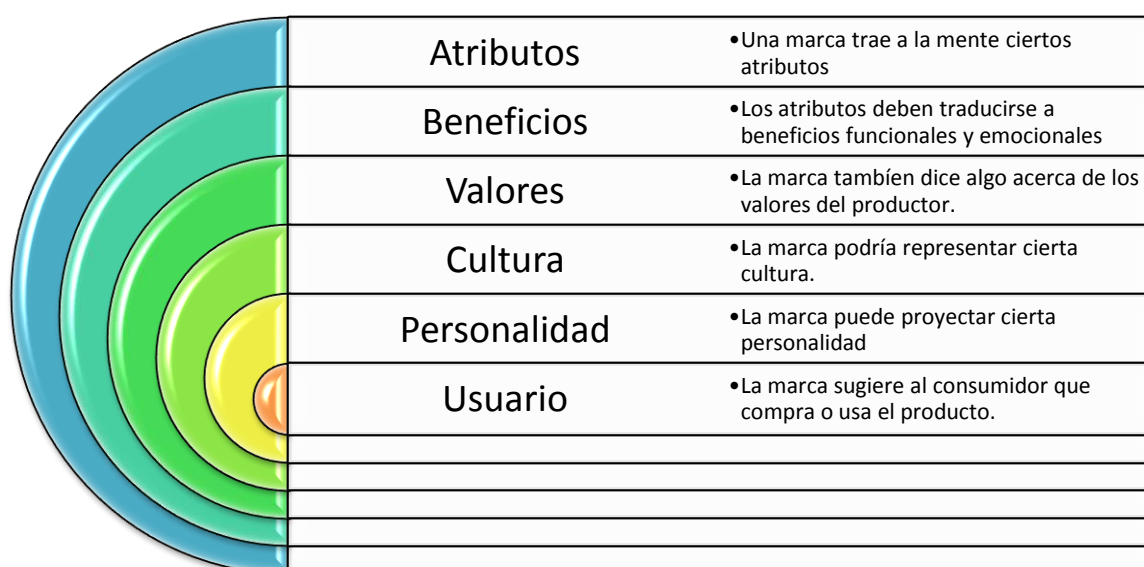 Atributos
•Una marca trae a la mente ciertos
atributos
Beneficios
•Los atributos deben traducirse a
beneficios funcionales y emocionales
Valores
•La marca tambíen dice algo acerca de los
valores del productor.
Cultura
•La marca podría representar cierta
cultura.
Personalidad
•La marca puede proyectar cierta
personalidad
Usuario
•La marca sugiere al consumidor que
compra o usa el producto.